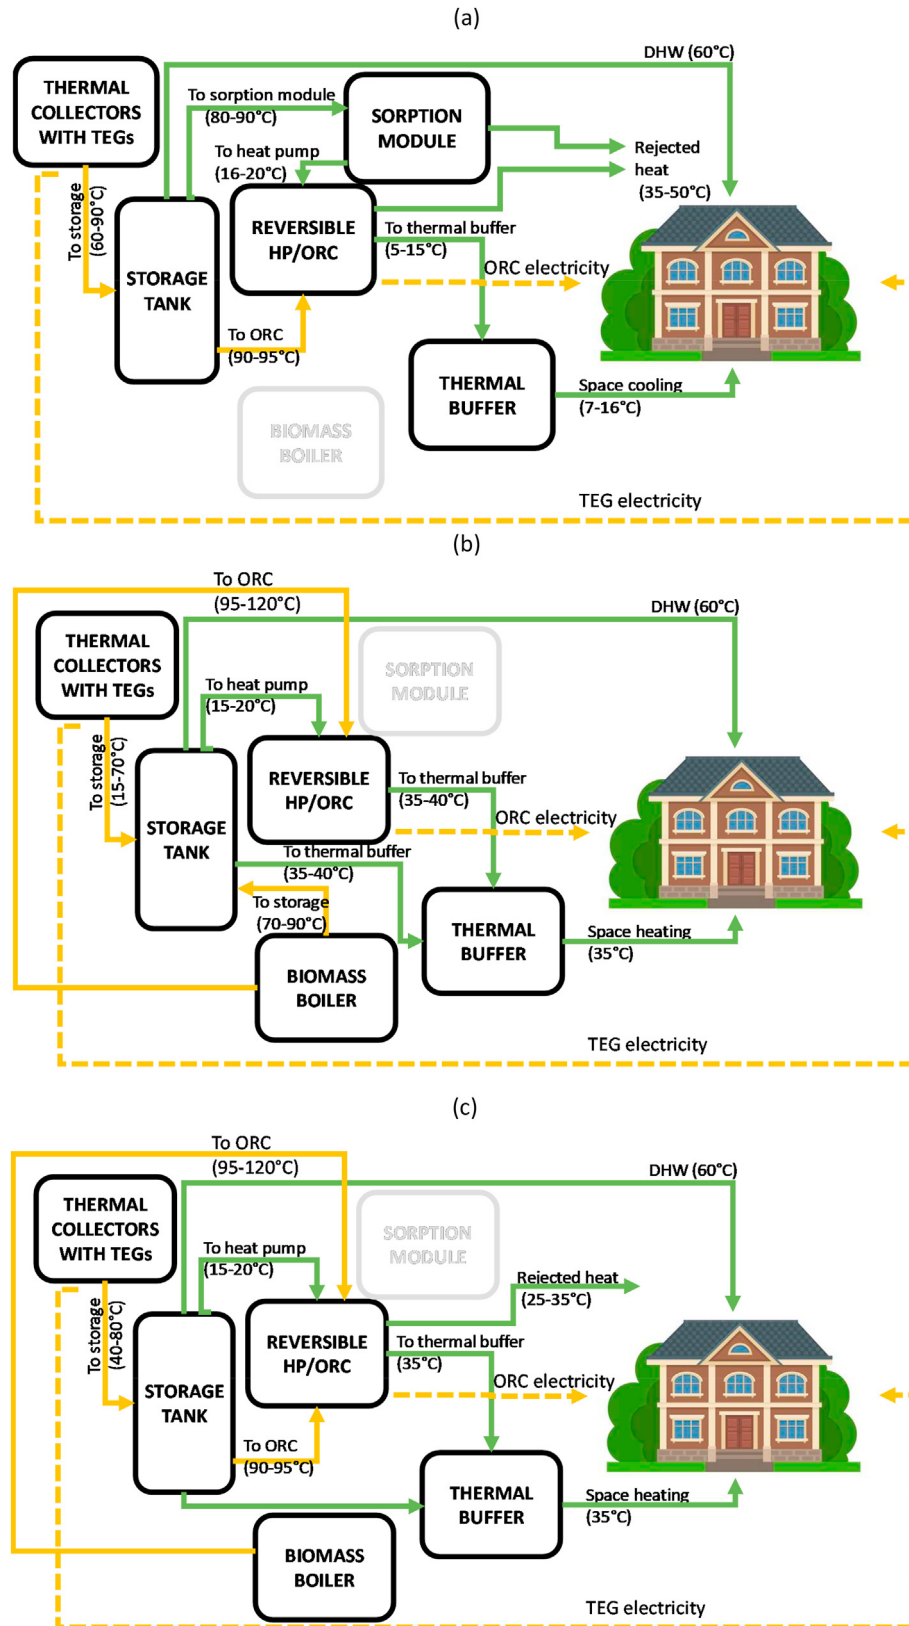 (a)
DHW (60°C)
THERMAL
COLLECTORS
WITH TEGs
To sorption module
(80-90°C)
SORPTION
MODULE
To heat pump
(16-20°C)
Rejected
heat
(35-50°C)
To storage
(60-90°C)
REVERSIBLE
HP/ORC
To thermal buffer
(5-15°C)
ORC electricity
STORAGE
TANK
To ORC
(90-95°C)
THERMAL
BUFFER
Space cooling
(7-16°C)
BIOMASS
BOILER
TEG electricity
(b)
To ORC
(95-120°C)
DHW (60°C)
THERMAL
COLLECTORS
WITH TEGs
SORPTION
MODULE
To heat pump
(15-20°C)
To storage
(15-70°C)
REVERSIBLE
HP/ORC
To thermal buffer
(35-40°C)
ORC electricity
STORAGE
TANK
To thermal buffer
(35-40°C)
To storage
(70-90°C)
THERMAL
BUFFER
Space heating
(35°C)
BIOMASS
BOILER
TEG electricity
(c)
To ORC
(95-120°C)
DHW (60°C)
THERMAL
COLLECTORS
WITH TEGs
SORPTION
MODULE
To heat pump
(15-20°C)
Rejected heat
(25-35°C)
To storage
(40-80°C)
REVERSIBLE
HP/ORC
To thermal buffer
(35°C)
ORC electricity
STORAGE
TANK
To ORC
(90-95°C)
THERMAL
BUFFER
Space heating
(35°C)
BIOMASS
BOILER
TEG electricity